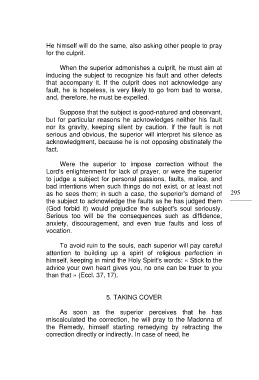 He himself will do the same, also asking other people to pray
for the culprit.
When the superior admonishes a culprit, he must aim at
inducing the subject to recognize his fault and other defects
that accompany it. If the culprit does not acknowledge any
fault, he is hopeless, is very likely to go from bad to worse,
and, therefore, he must be expelled.
Suppose that the subject is good-natured and observant,
but for particular reasons he acknowledges neither his fault
nor its gravity, keeping silent by caution. If the fault is not
serious and obvious, the superior will interpret his silence as
acknowledgment, because he is not opposing obstinately the
fact.
Were the superior to impose correction without the
Lord's enlightenment for lack of prayer, or were the superior
to judge a subject for personal passions, faults, malice, and
bad intentions when such things do not exist, or at least not
as he sees them; in such a case, the superior's demand of
the subject to acknowledge the faults as he has judged them
(God forbid it) would prejudice the subject's soul seriously.
Serious too will be the consequences such as diffidence,
anxiety, discouragement, and even true faults and loss of
vocation.
295
To avoid ruin to the souls, each superior will pay careful
attention to building up a spirit of religious perfection in
himself, keeping in mind the Holy Spirit's words: « Stick to the
advice your own heart gives you, no one can be truer to you
than that » (Eccl. 37, 17).
5. TAKING COVER
As soon as the superior perceives that he has
miscalculated the correction, he will pray to the Madonna of
the Remedy, himself starting remedying by retracting the
correction directly or indirectly. In case of need, he